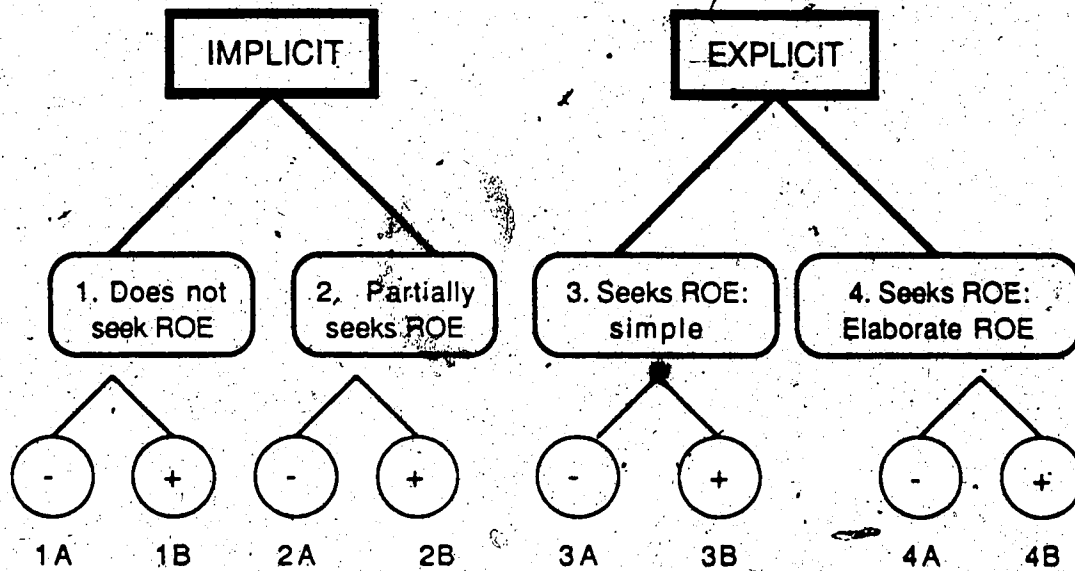 IMPLICIT
EXPLICIT
1. Does not
seek ROE
2. Partially
seeks ROE
3. Seeks ROE:
simple
4. Seeks ROE:
Elaborate ROE
- + - + - + - +
1A 1B 2A 2B 3A 3B 4A 4B